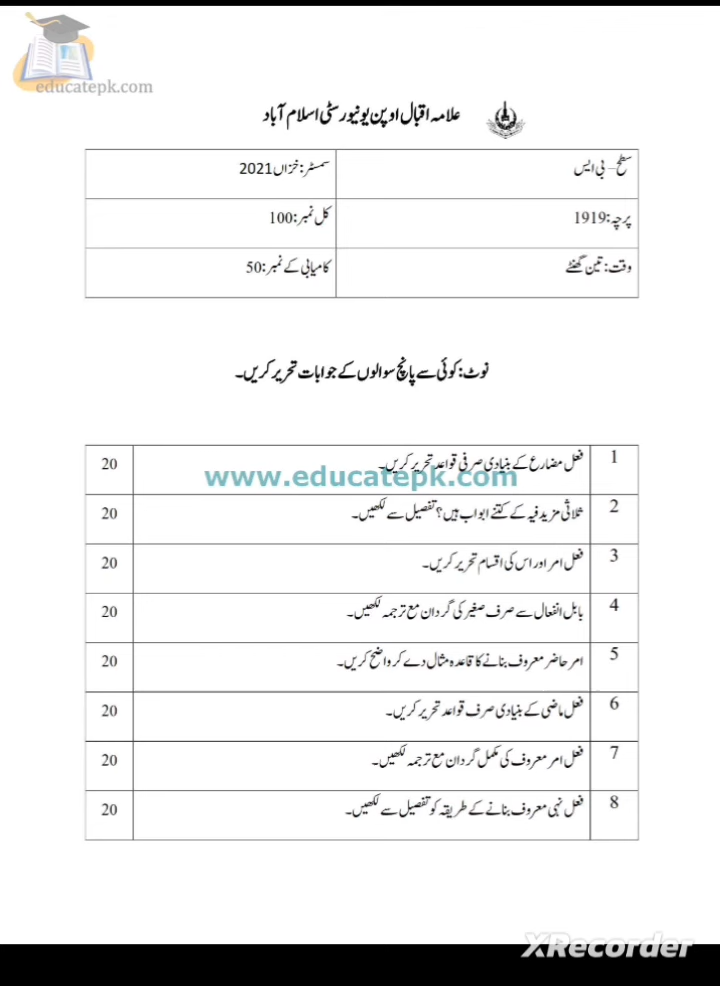 educatepk.com
علامہ اقبال اوپن یونیورسٹی اسلام آباد
سطح – بی ایس
سمسٹر: خزاں 2021
پرچہ: 1919
کل نمبر: 100
وقت: تین گھنٹے
کامیابی کے نمبر: 50
نوٹ: کوئی سے پانچ سوالوں کے جوابات تحریر کریں۔
1 فعل مضارع کے بنیادی صرفی قواعد تحریر کریں۔ 20
www.educatepk.com
2 ثلاثی مزید فیہ کے کتنے ابواب ہیں؟ تفصیل سے لکھیں۔ 20
3 فعل امر اور اس کی اقسام تحریر کریں۔ 20
4 بابل انفعال سے صرف صغیر کی گردان مع ترجمہ لکھیں۔ 20
5 امر حاضر معروف بنانے کا قاعدہ مثال دے کر واضح کریں۔ 20
6 فعل ماضی کے بنیادی صرف قواعد تحریر کریں۔ 20
7 فعل امر معروف کی مکمل گردان مع ترجمہ لکھیں۔ 20
8 فعل نہی معروف بنانے کے طریقہ کو تفصیل سے لکھیں۔ 20
XRecorder